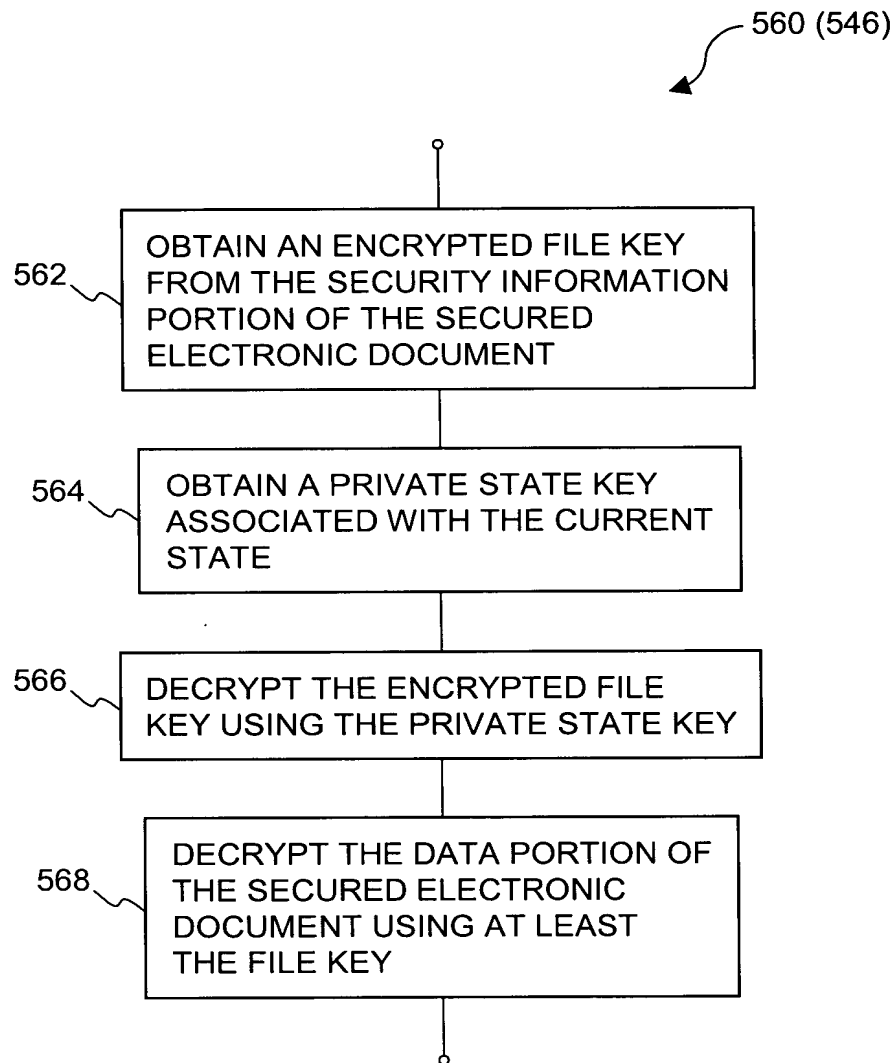 560 (546)
562
OBTAIN AN ENCRYPTED FILE KEY
FROM THE SECURITY INFORMATION
PORTION OF THE SECURED
ELECTRONIC DOCUMENT
564
OBTAIN A PRIVATE STATE KEY
ASSOCIATED WITH THE CURRENT
STATE
566
DECRYPT THE ENCRYPTED FILE
KEY USING THE PRIVATE STATE KEY
568
DECRYPT THE DATA PORTION OF
THE SECURED ELECTRONIC
DOCUMENT USING AT LEAST
THE FILE KEY